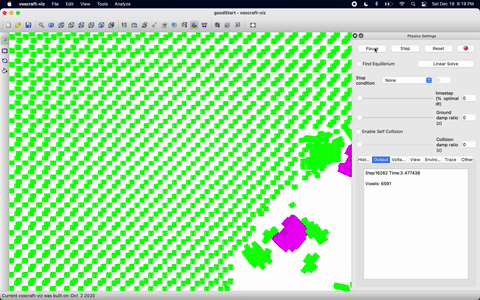 voxcraft-viz File Edit View Tools Analyze
Sat Dec 19 9:19 PM
goodStart - voxcraft-viz
Physics Settings
Pause Step Reset
Find Equilibrium Linear Solve
Stop condition None
timestep (% optimal dt) 0
Ground damp ratio (z) 0
Enable Self Collision
Collision damp ratio (z) 0
Hist... Output Volta... View Enviro... Trace Other
Step16262 Time:3.477438
Voxels: 6591
Current voxcraft-viz was built on: Oct 2 2020